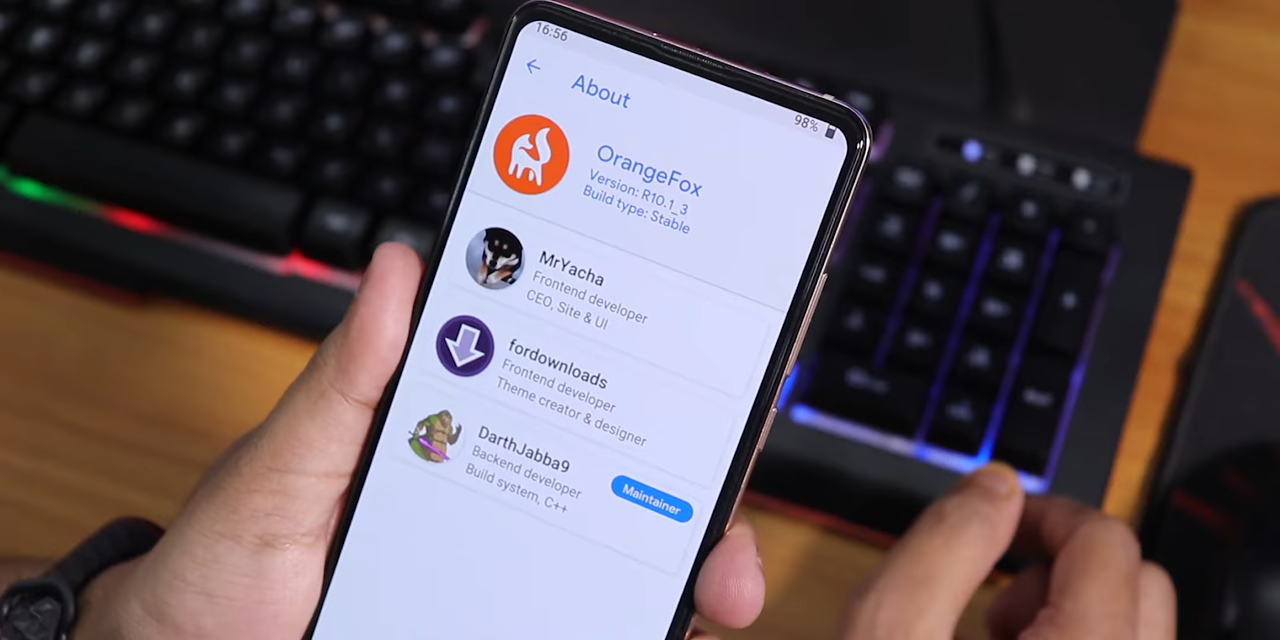 16:56
98%
About
OrangeFox
Version: R10.1_3
Build type: Stable
MrYacha
Frontend developer
CEO, Site & UI
fordownloads
Frontend developer
Theme creator & designer
DarthJabba9
Backend developer
Build system, C++
Maintainer